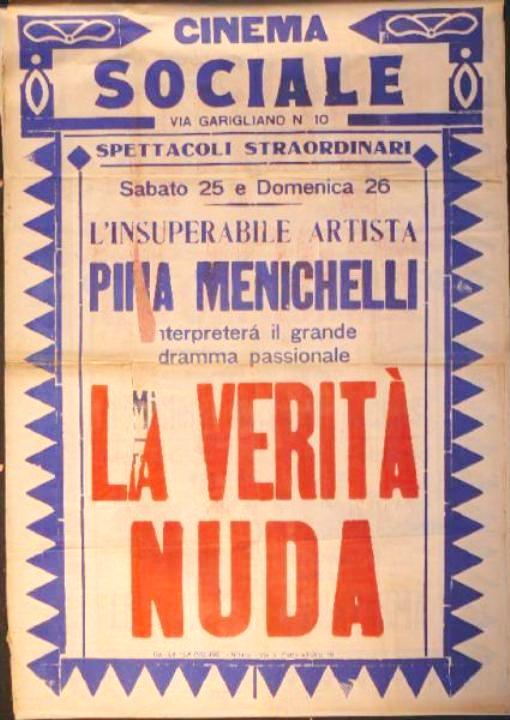 CINEMA
SOCIALE
VIA GARIGLIANO N 10
SPETTACOLI STRAORDINARI
Sabato 25 e Domenica 26
L'INSUPERABILE ARTISTA
PINA MENICHELLI
nterpreterá il grande
dramma passionale
LA VERITÀ
NUDA